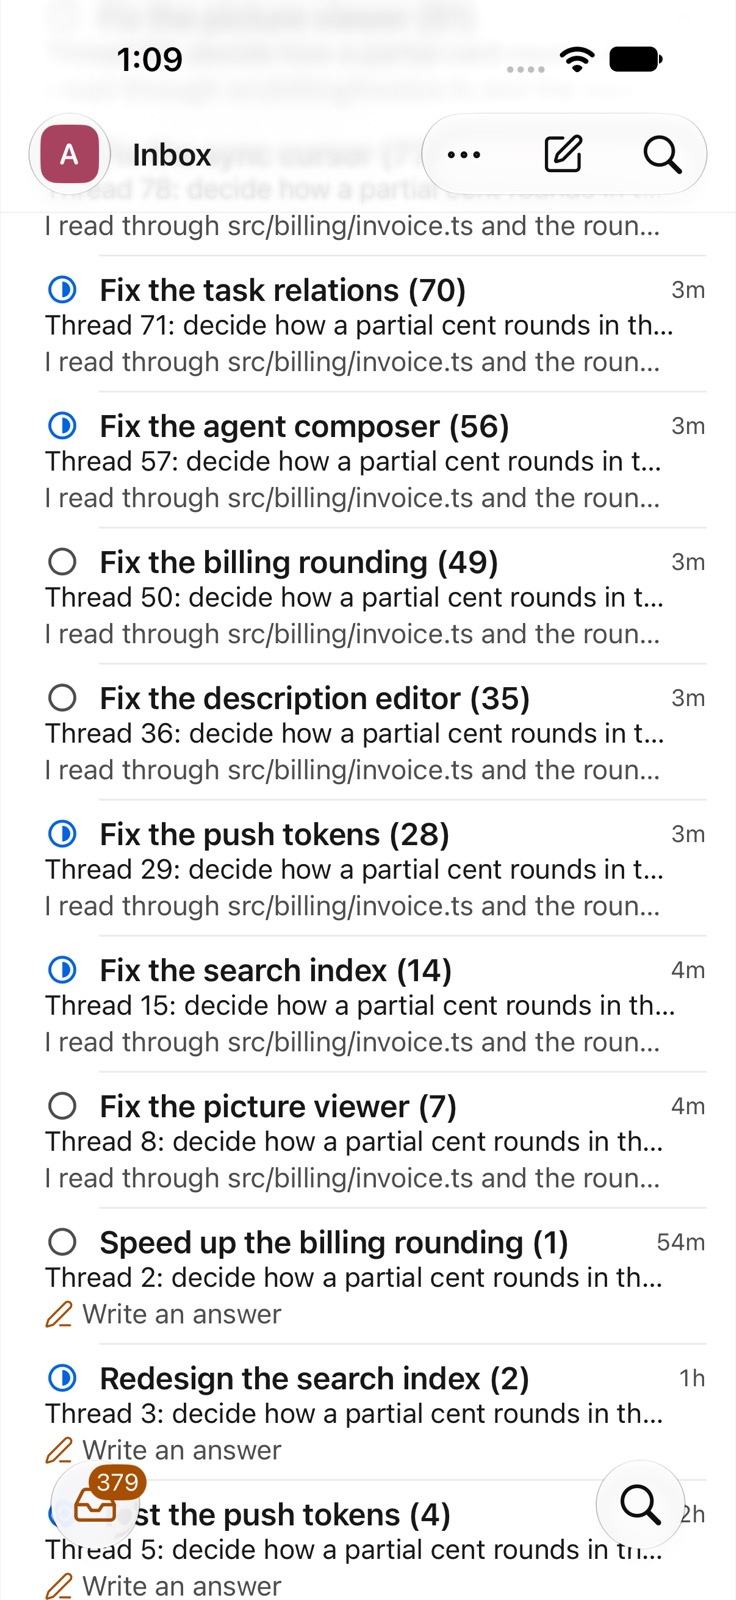 1:09
A
Inbox
Thread 78: decide how a partial cent rounds in t...
I read through src/billing/invoice.ts and the roun...
Fix the task relations (70)
3m
Thread 71: decide how a partial cent rounds in th...
I read through src/billing/invoice.ts and the roun...
Fix the agent composer (56)
3m
Thread 57: decide how a partial cent rounds in t...
I read through src/billing/invoice.ts and the roun...
Fix the billing rounding (49)
3m
Thread 50: decide how a partial cent rounds in t...
I read through src/billing/invoice.ts and the roun...
Fix the description editor (35)
3m
Thread 36: decide how a partial cent rounds in t...
I read through src/billing/invoice.ts and the roun...
Fix the push tokens (28)
3m
Thread 29: decide how a partial cent rounds in t...
I read through src/billing/invoice.ts and the roun...
Fix the search index (14)
4m
Thread 15: decide how a partial cent rounds in th...
I read through src/billing/invoice.ts and the roun...
Fix the picture viewer (7)
4m
Thread 8: decide how a partial cent rounds in th...
I read through src/billing/invoice.ts and the roun...
Speed up the billing rounding (1)
54m
Thread 2: decide how a partial cent rounds in th...
Write an answer
Redesign the search index (2)
1h
Thread 3: decide how a partial cent rounds in th...
Write an answer
379
the push tokens (4)
2h
Thread 5: decide how a partial cent rounds in th...
Write an answer